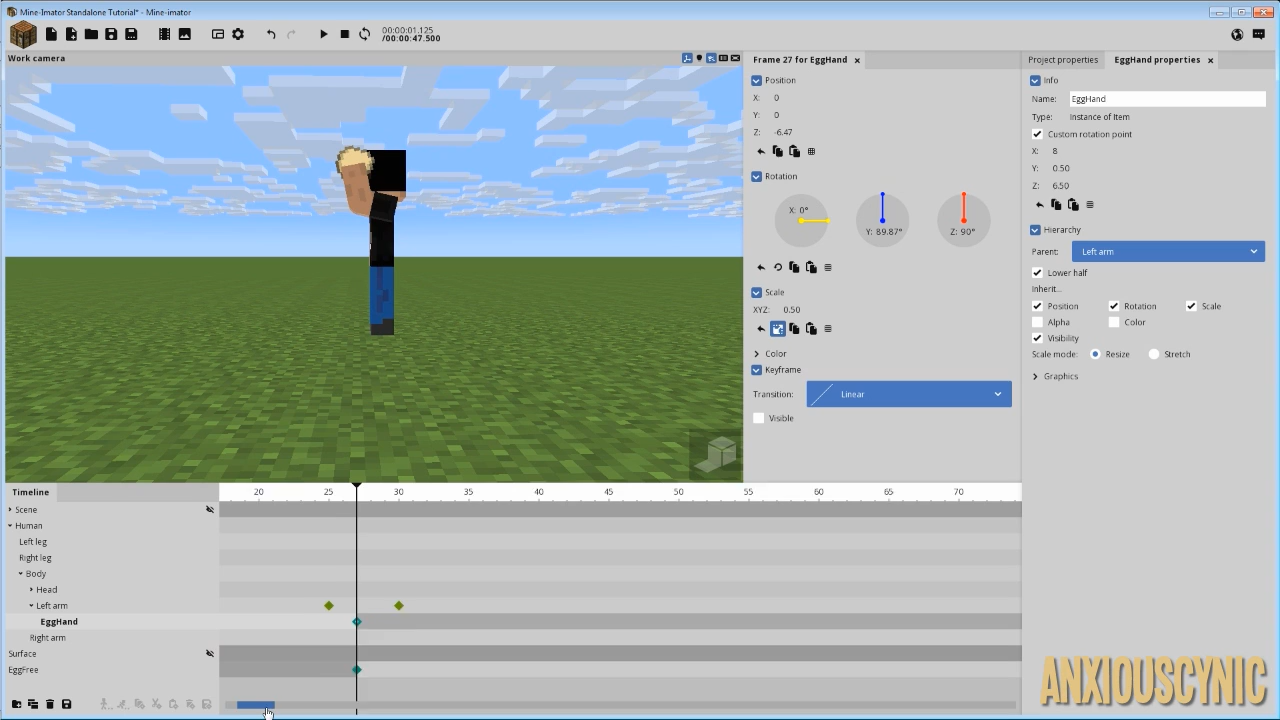 Mine-Imator Standalone Tutorial* - Mine-imator
00:00:01.125
/00:00:47.500
Work camera
Frame 27 for EggHand
Position
X: 0
Y: 0
Z: -6.47
Rotation
X: 0°
Y: 89.87°
Z: 90°
Scale
XYZ: 0.50
Color
Keyframe
Transition: Linear
Visible
Project properties EggHand properties
Info
Name: EggHand
Type: Instance of Item
Custom rotation point
X: 8
Y: 0.50
Z: 6.50
Hierarchy
Parent: Left arm
Lower half
Inherit...
Position Rotation Scale
Alpha Color
Visibility
Scale mode: Resize Stretch
Graphics
Timeline
20 25 30 35 40 45 50 55 60 65 70
Scene
Human
Left leg
Right leg
Body
Head
Left arm
EggHand
Right arm
Surface
EggFree
ANXIOUSCYNIC